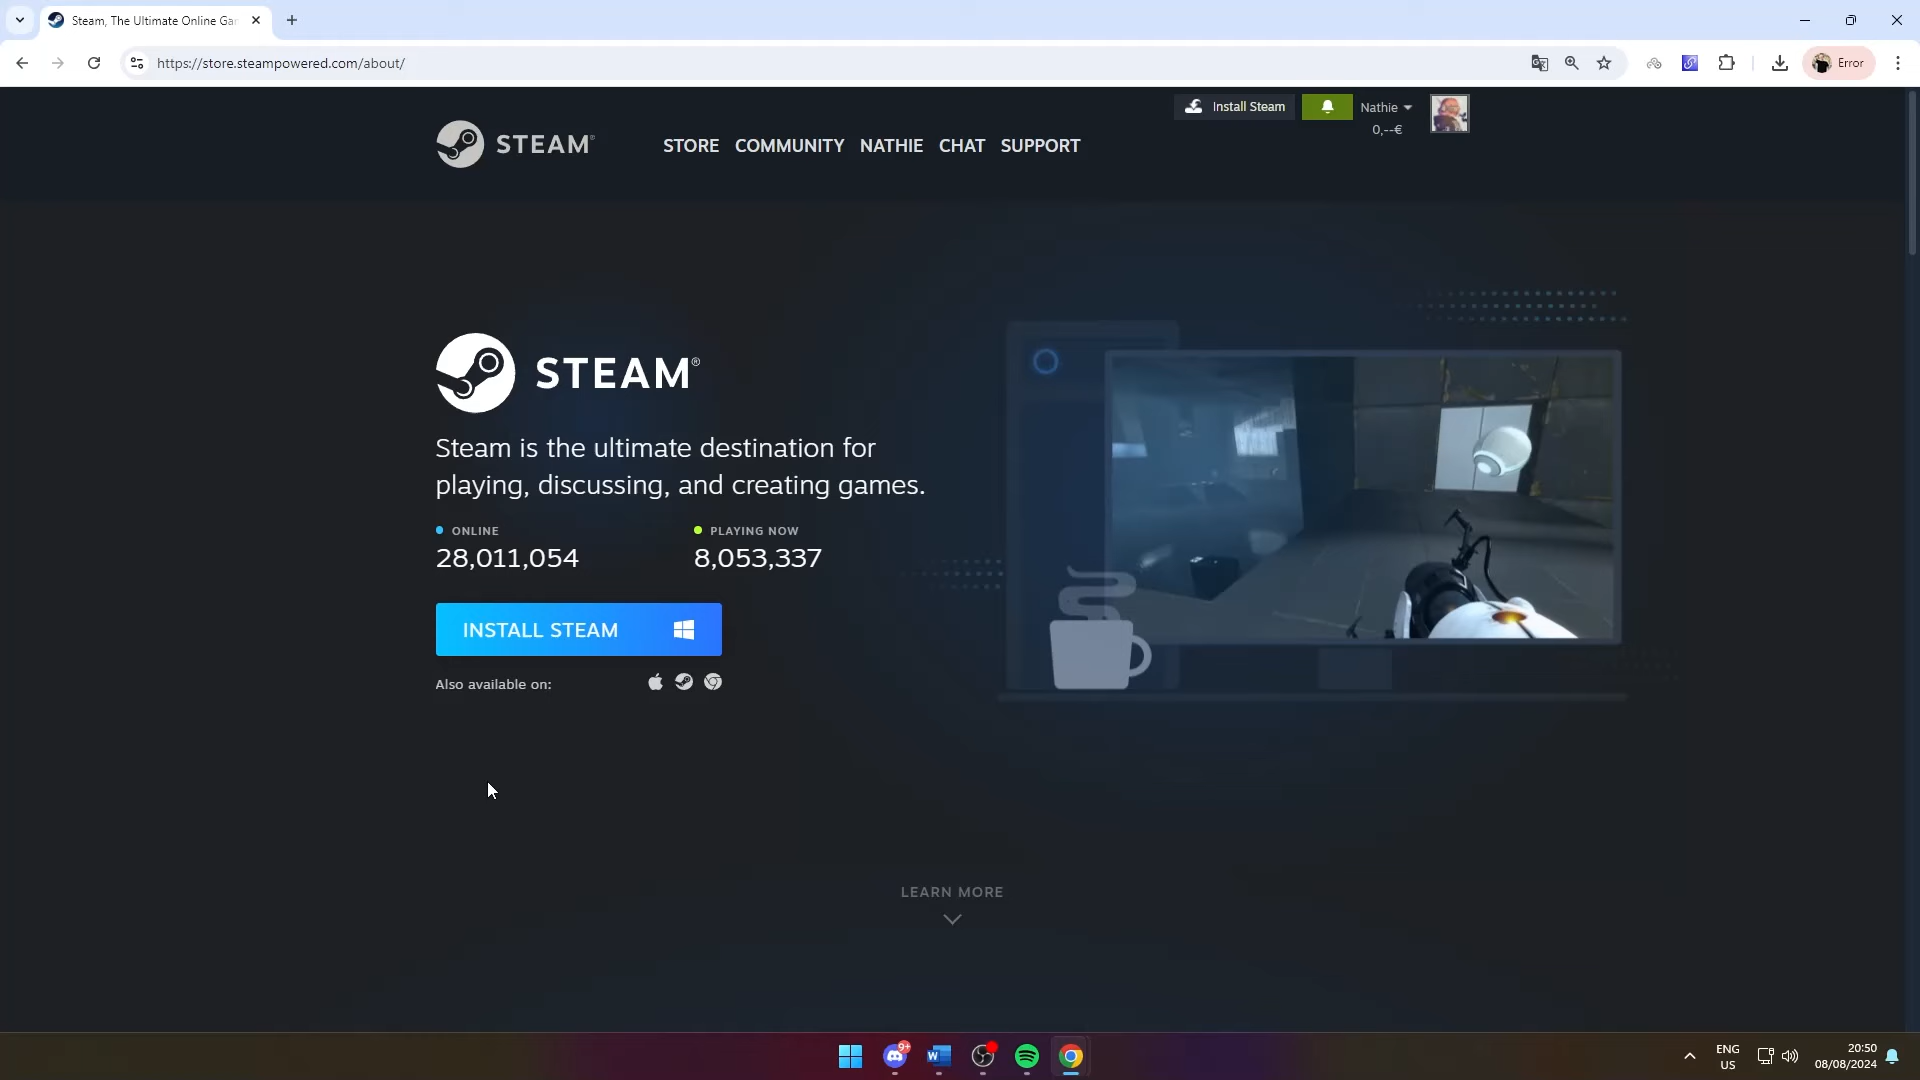 Steam, The Ultimate Online Ga
https://store.steampowered.com/about/
Error
Install Steam
Nathie
0,--€
STEAM®
STORE COMMUNITY NATHIE CHAT SUPPORT
STEAM®
Steam is the ultimate destination for
playing, discussing, and creating games.
ONLINE
28,011,054
PLAYING NOW
8,053,337
INSTALL STEAM
Also available on:
LEARN MORE
9+
ENG
US
20:50
08/08/2024